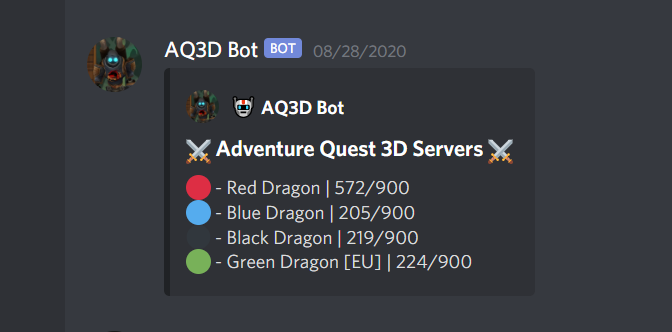 AQ3D Bot BOT 08/28/2020
AQ3D Bot
Adventure Quest 3D Servers
- Red Dragon | 572/900
- Blue Dragon | 205/900
- Black Dragon | 219/900
- Green Dragon [EU] | 224/900